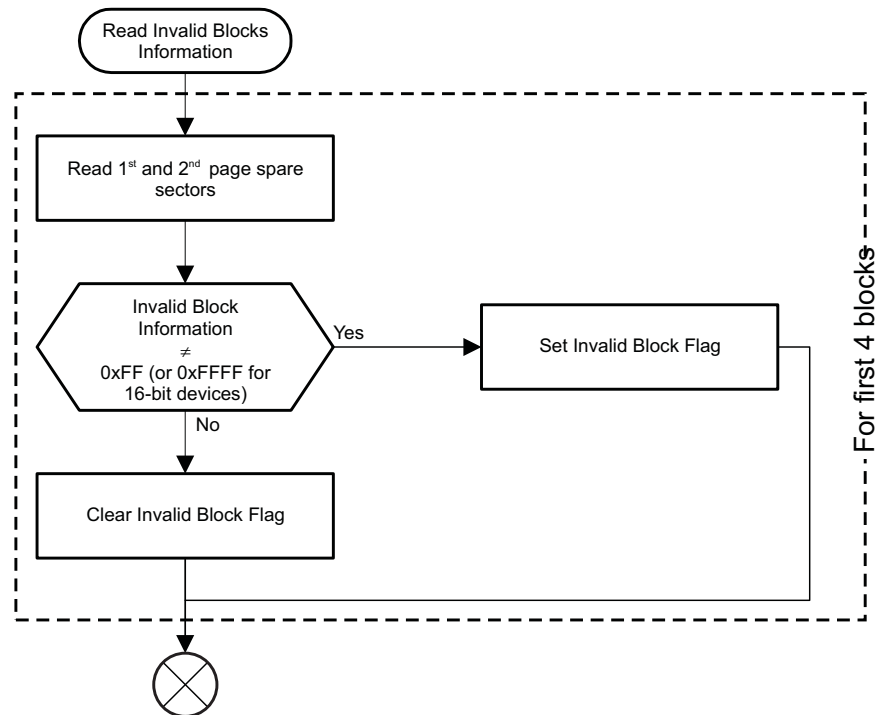 Read Invalid Blocks
Information
Read 1st and 2nd page spare
sectors
Invalid Block
Information
≠
0xFF (or 0xFFFF for
16-bit devices)
Yes
Set Invalid Block Flag
No
Clear Invalid Block Flag
For first 4 blocks